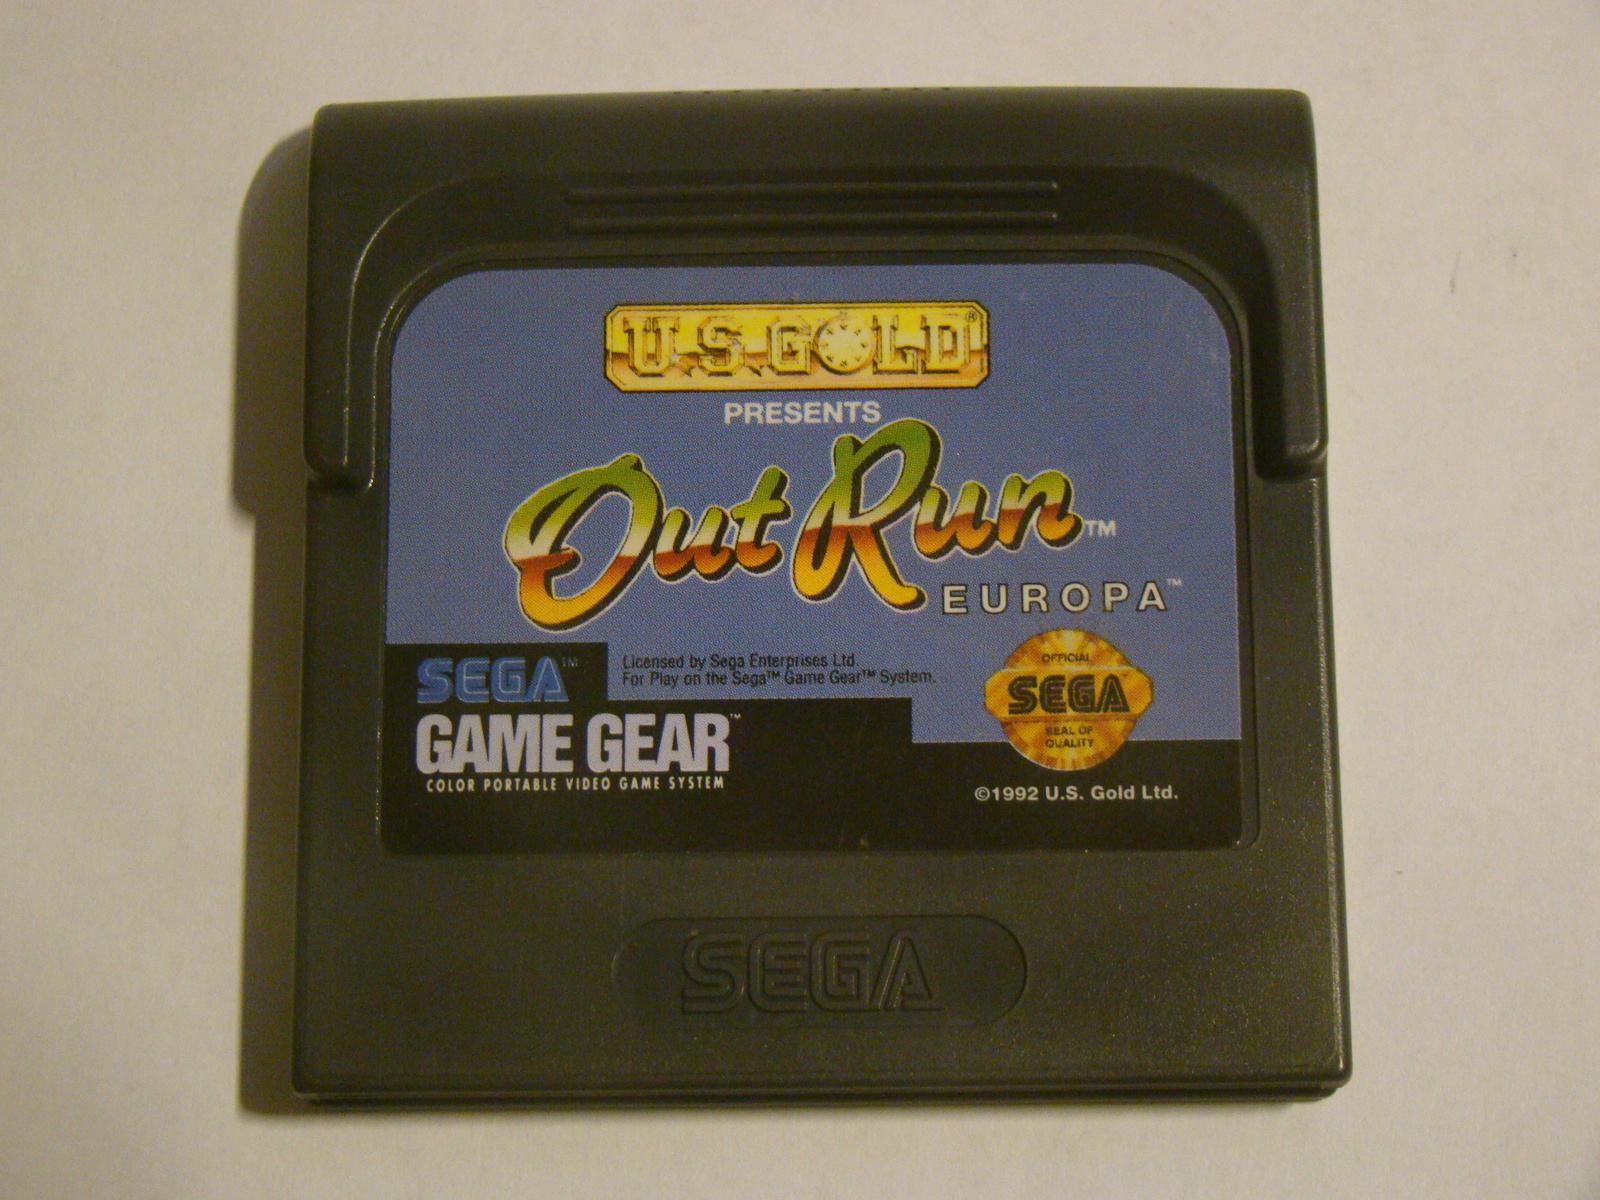 U.S. GOLD®
PRESENTS
Out Run™
EUROPA™
SEGA™
Licensed by Sega Enterprises Ltd.
For Play on the Sega™ Game Gear™ System.
GAME GEAR™
COLOR PORTABLE VIDEO GAME SYSTEM
OFFICIAL
SEGA™
SEAL OF
QUALITY
©1992 U.S. Gold Ltd.
SEGA